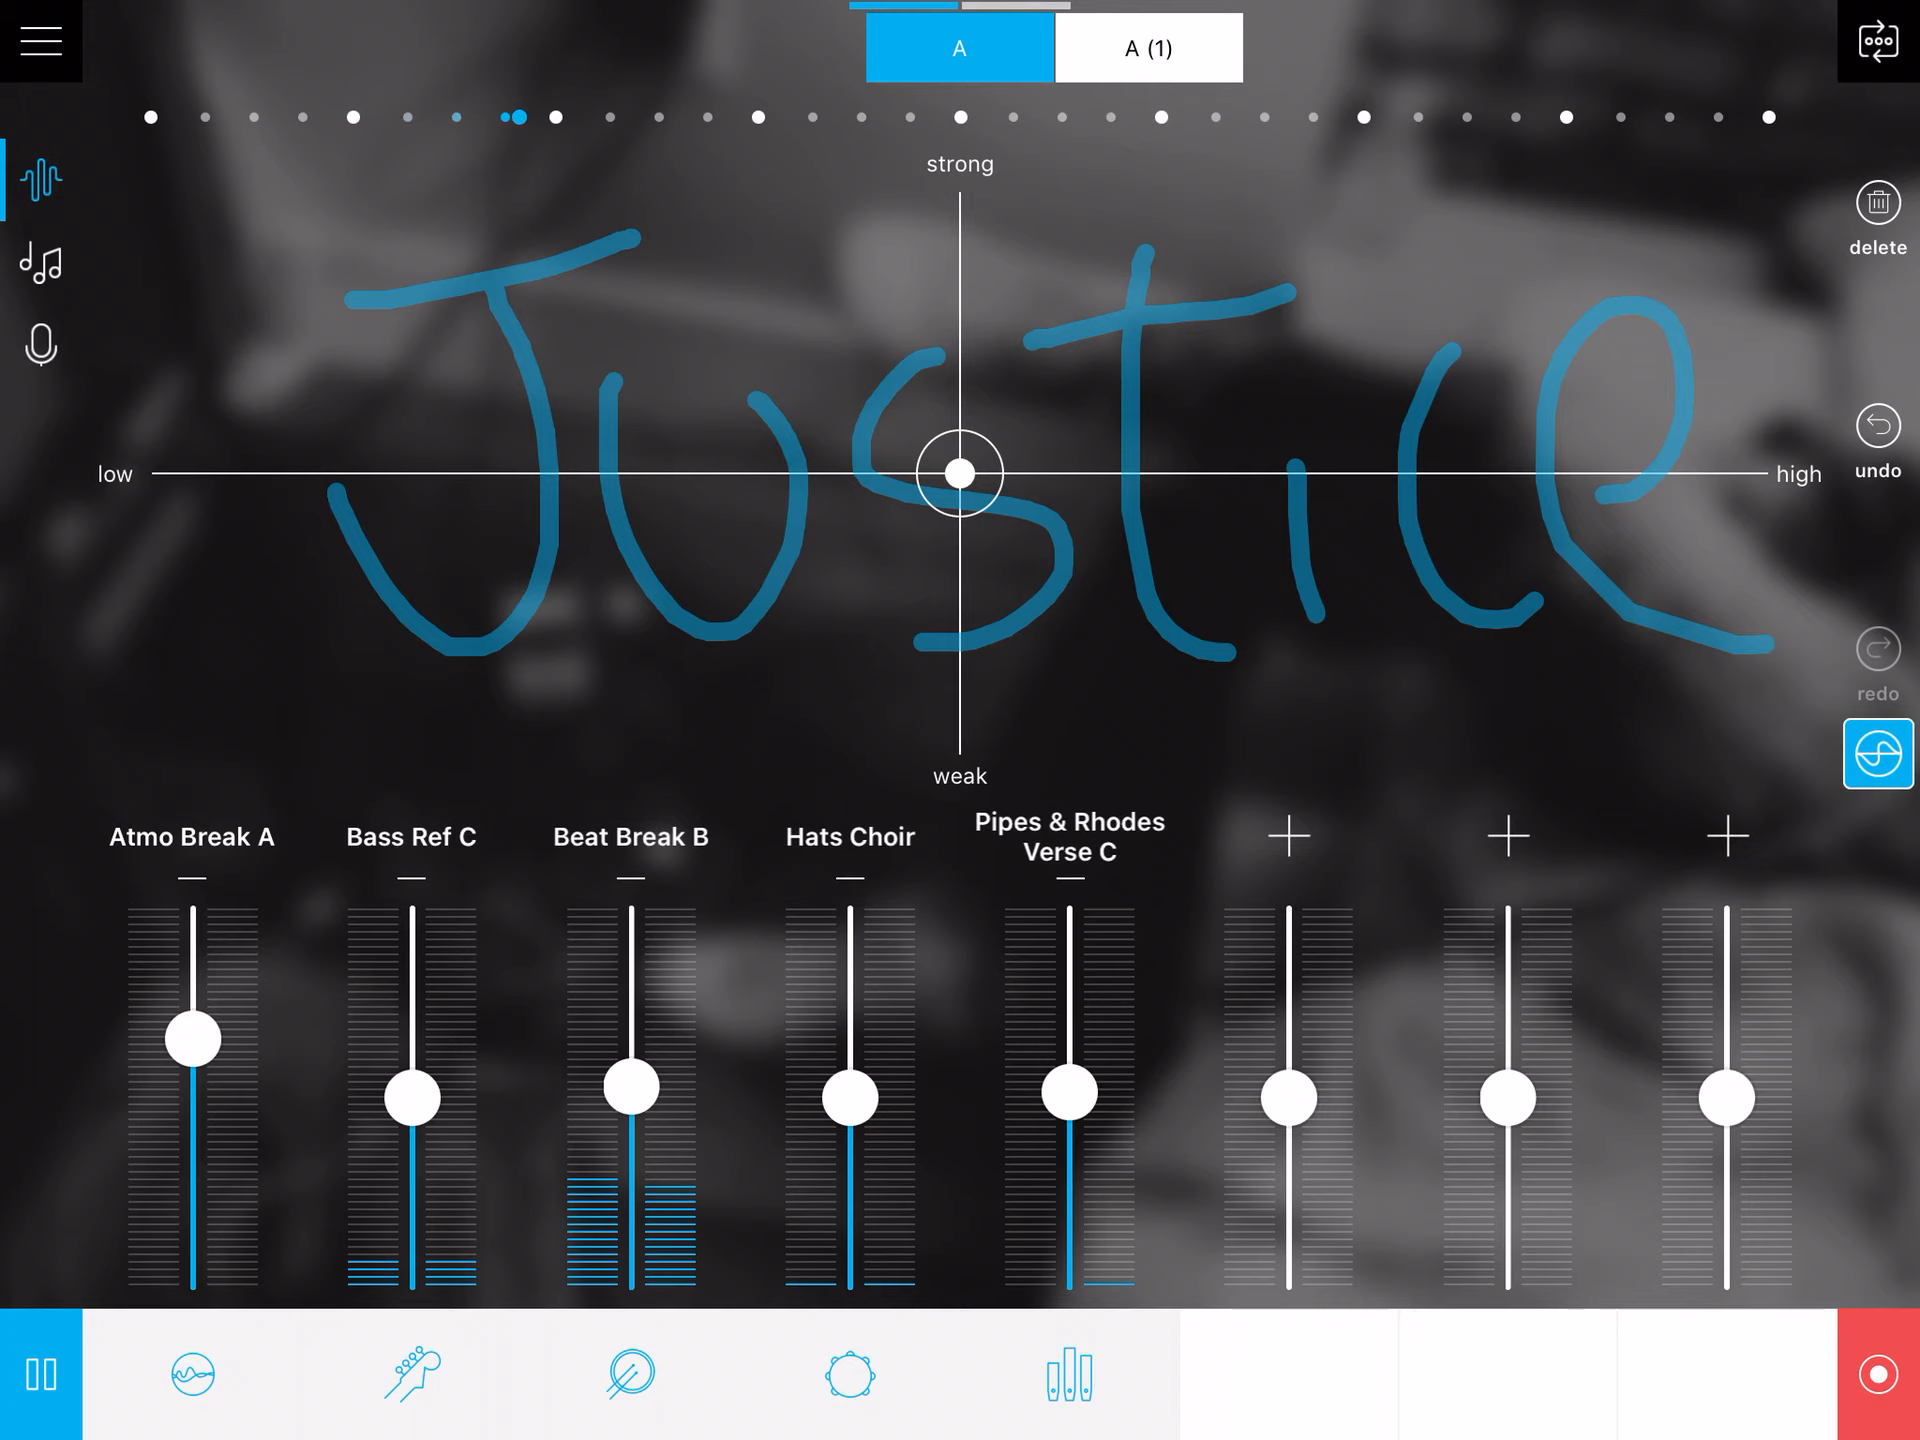 A
A (1)
strong
delete
Justice
low
high
undo
redo
weak
Atmo Break A
Bass Ref C
Beat Break B
Hats Choir
Pipes & Rhodes
Verse C